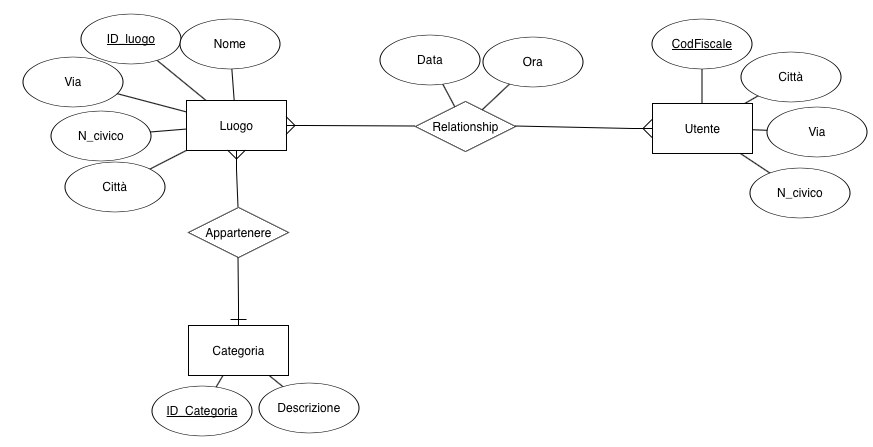 ID_luogo
Nome
Via
N_civico
Città
Luogo
Data
Ora
Relationship
CodFiscale
Città
Via
N_civico
Utente
Appartenere
Categoria
ID_Categoria
Descrizione